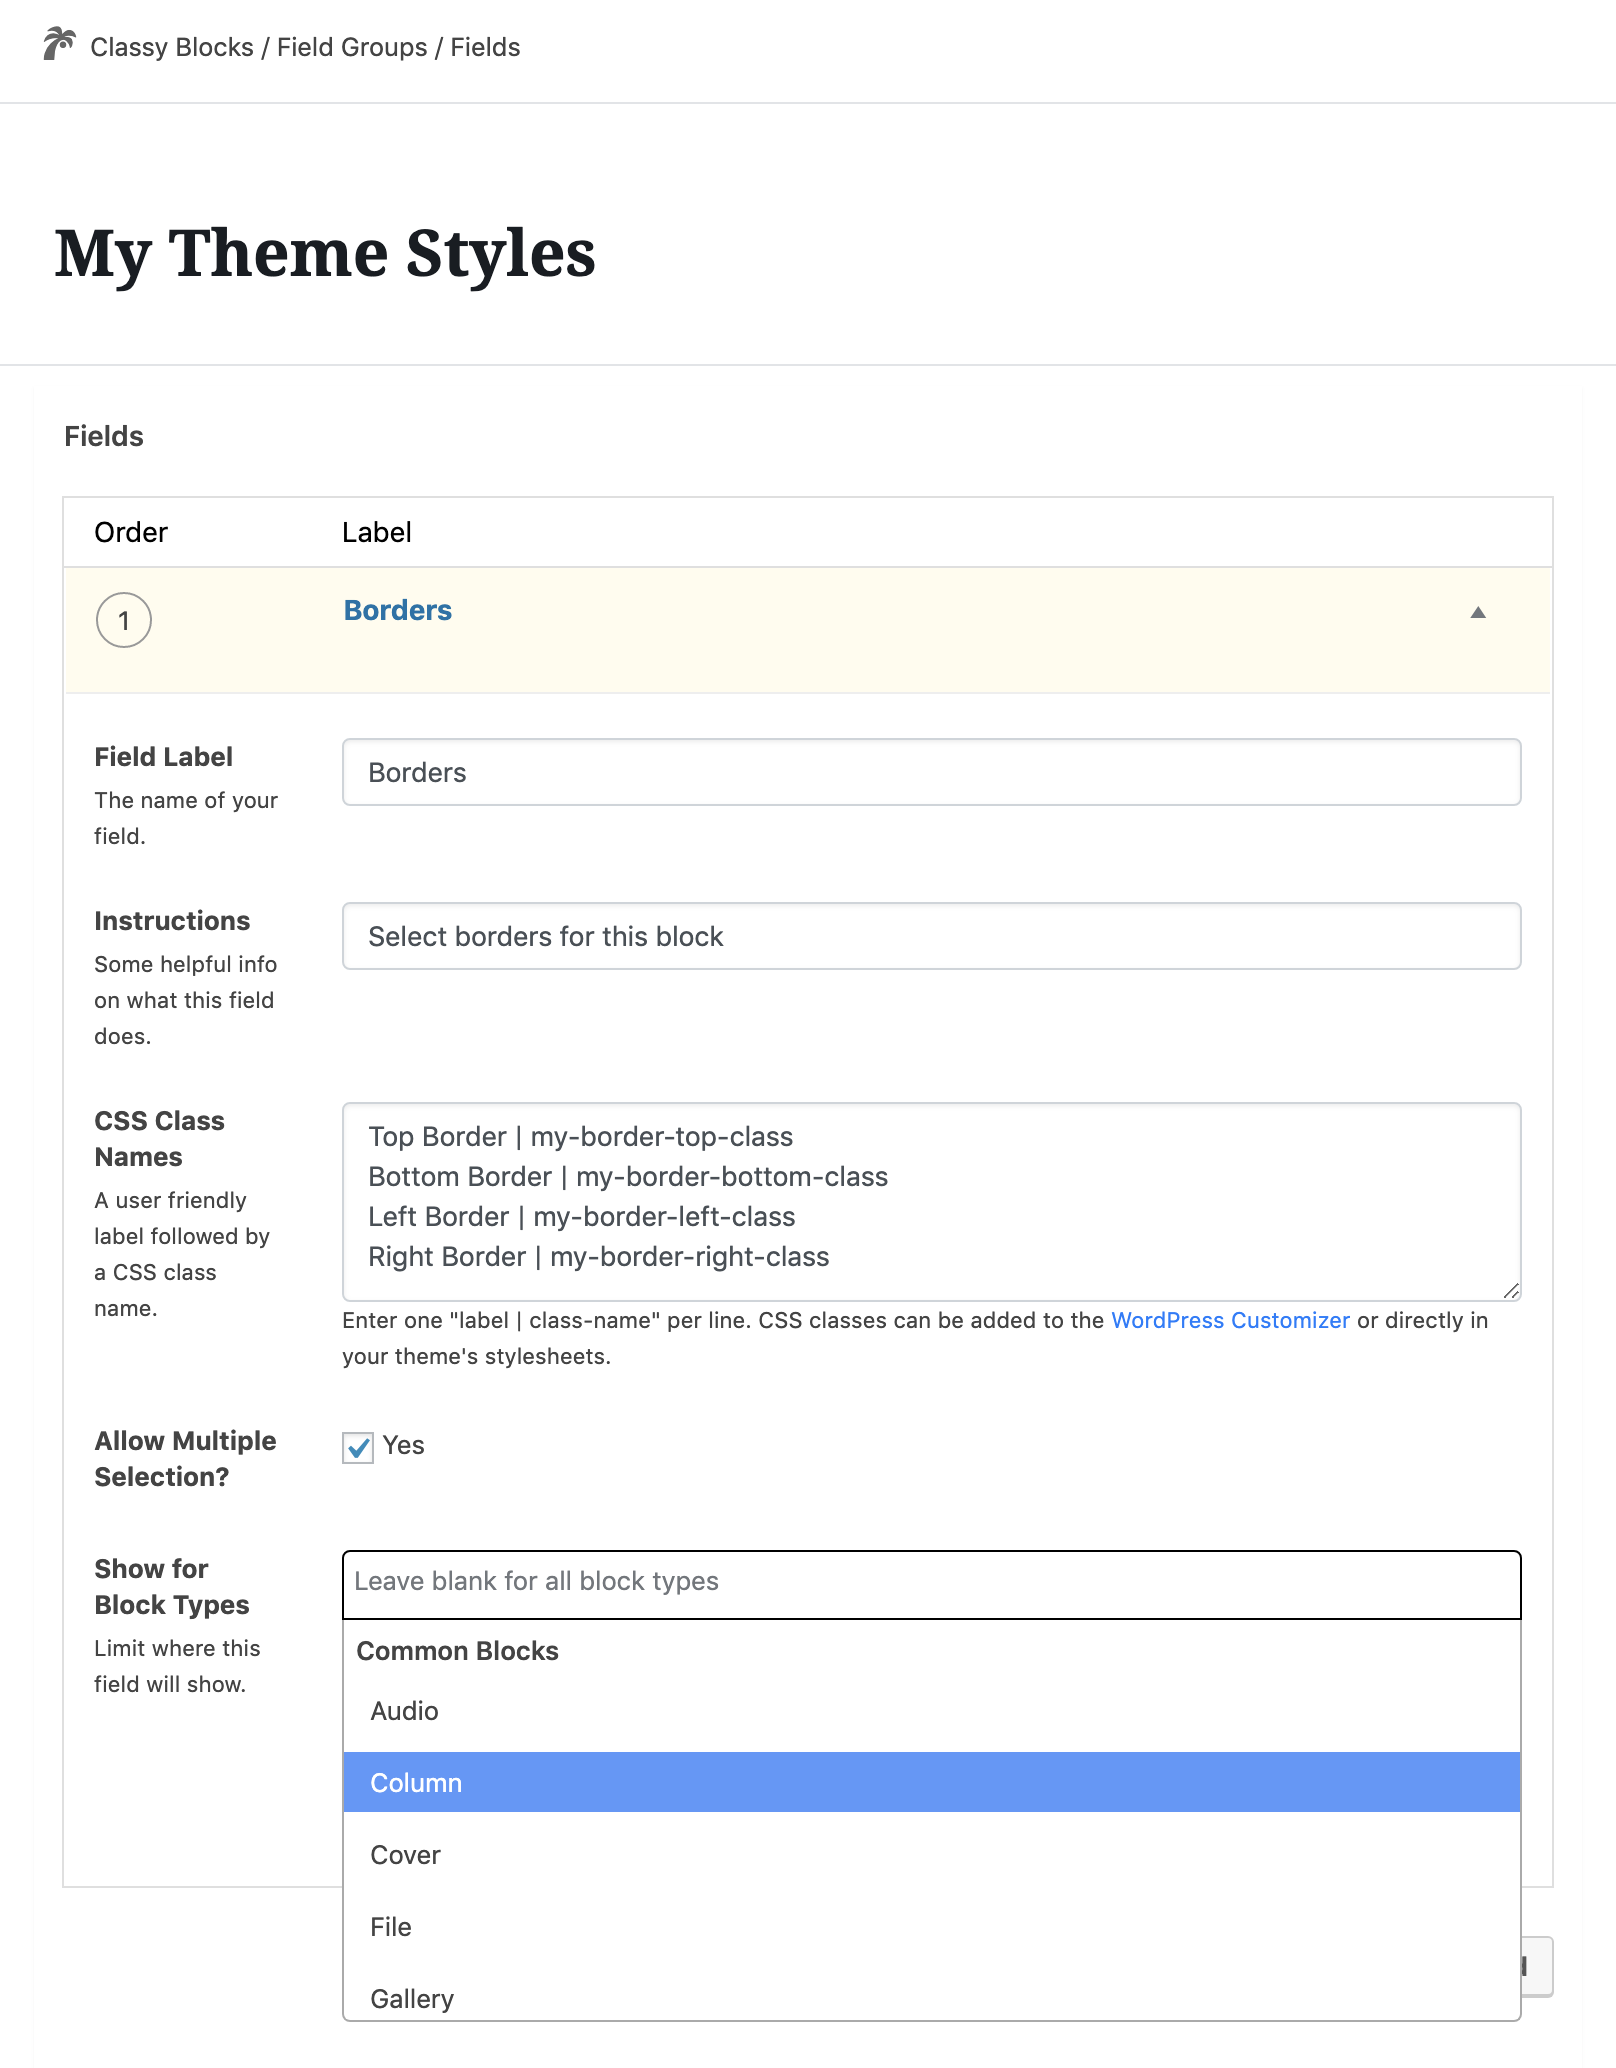 Classy Blocks / Field Groups / Fields
My Theme Styles
Fields
Order Label
1 Borders
Field Label
The name of your
field.
Borders
Instructions
Some helpful info
on what this field
does.
Select borders for this block
CSS Class
Names
A user friendly
label followed by
a CSS class
name.
Top Border | my-border-top-class
Bottom Border | my-border-bottom-class
Left Border | my-border-left-class
Right Border | my-border-right-class
Enter one "label | class-name" per line. CSS classes can be added to the WordPress Customizer or directly in
your theme's stylesheets.
Allow Multiple
Selection?
Yes
Show for
Block Types
Limit where this
field will show.
Leave blank for all block types
Common Blocks
Audio
Column
Cover
File
Gallery